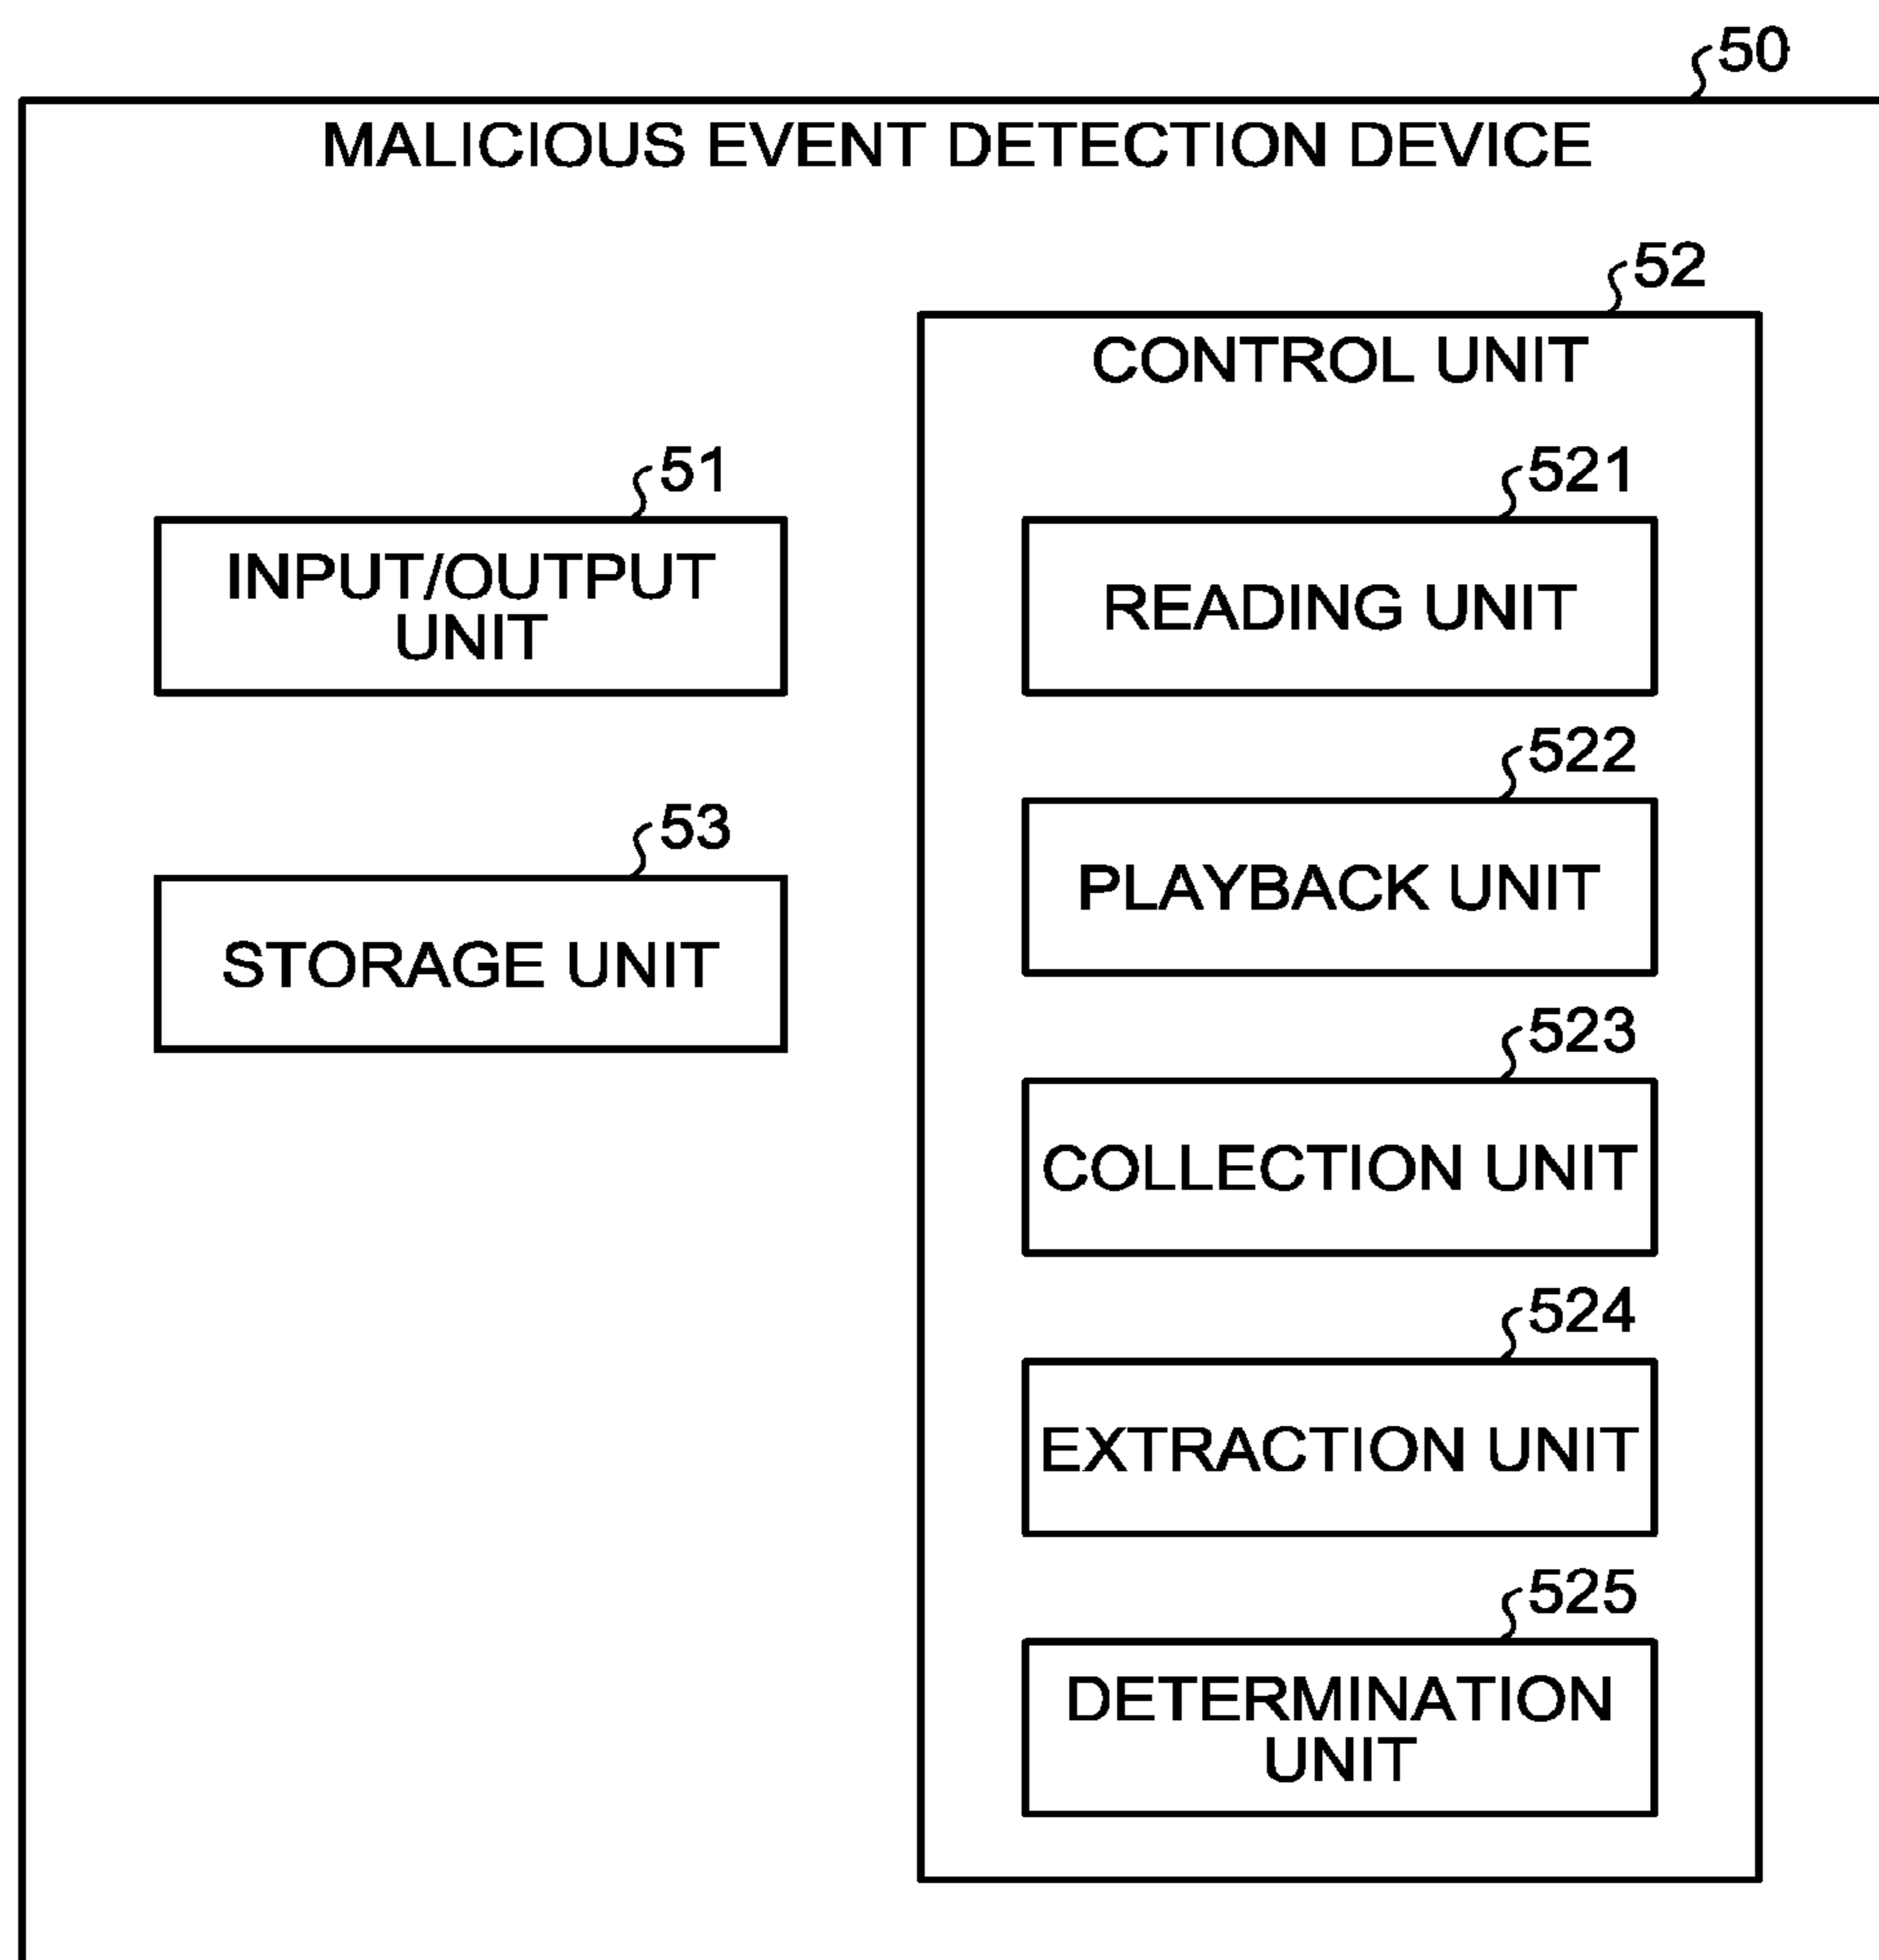 50
MALICIOUS EVENT DETECTION DEVICE
52
CONTROL UNIT
51
INPUT/OUTPUT
UNIT
53
STORAGE UNIT
521
READING UNIT
522
PLAYBACK UNIT
523
COLLECTION UNIT
524
EXTRACTION UNIT
525
DETERMINATION
UNIT